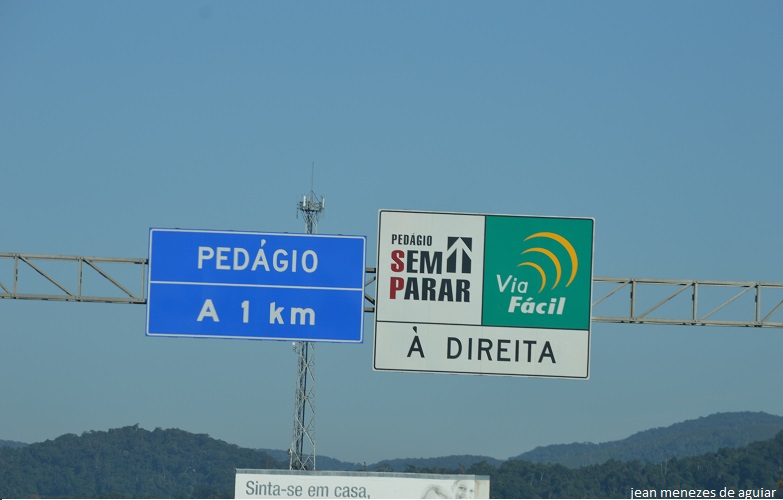 PEDÁGIO
A 1 km
PEDÁGIO
SEM
PARAR
Via
Fácil
À DIREITA
Sinta-se em casa,
jean menezes de aguiar